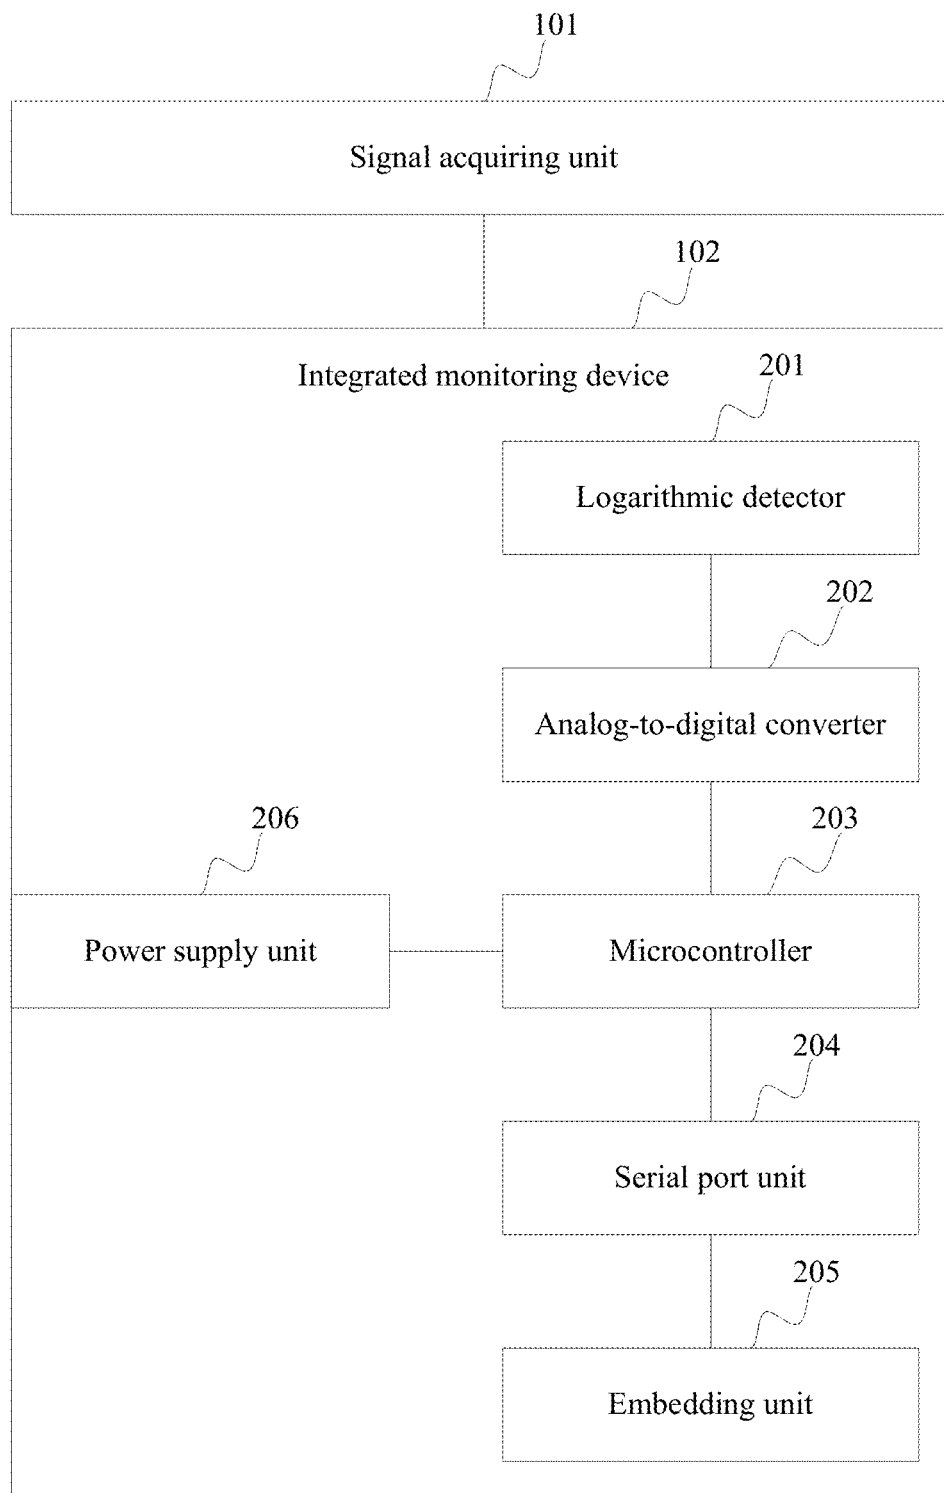 101
Signal acquiring unit
102
Integrated monitoring device
201
Logarithmic detector
202
Analog-to-digital converter
206
203
Power supply unit
Microcontroller
204
Serial port unit
205
Embedding unit